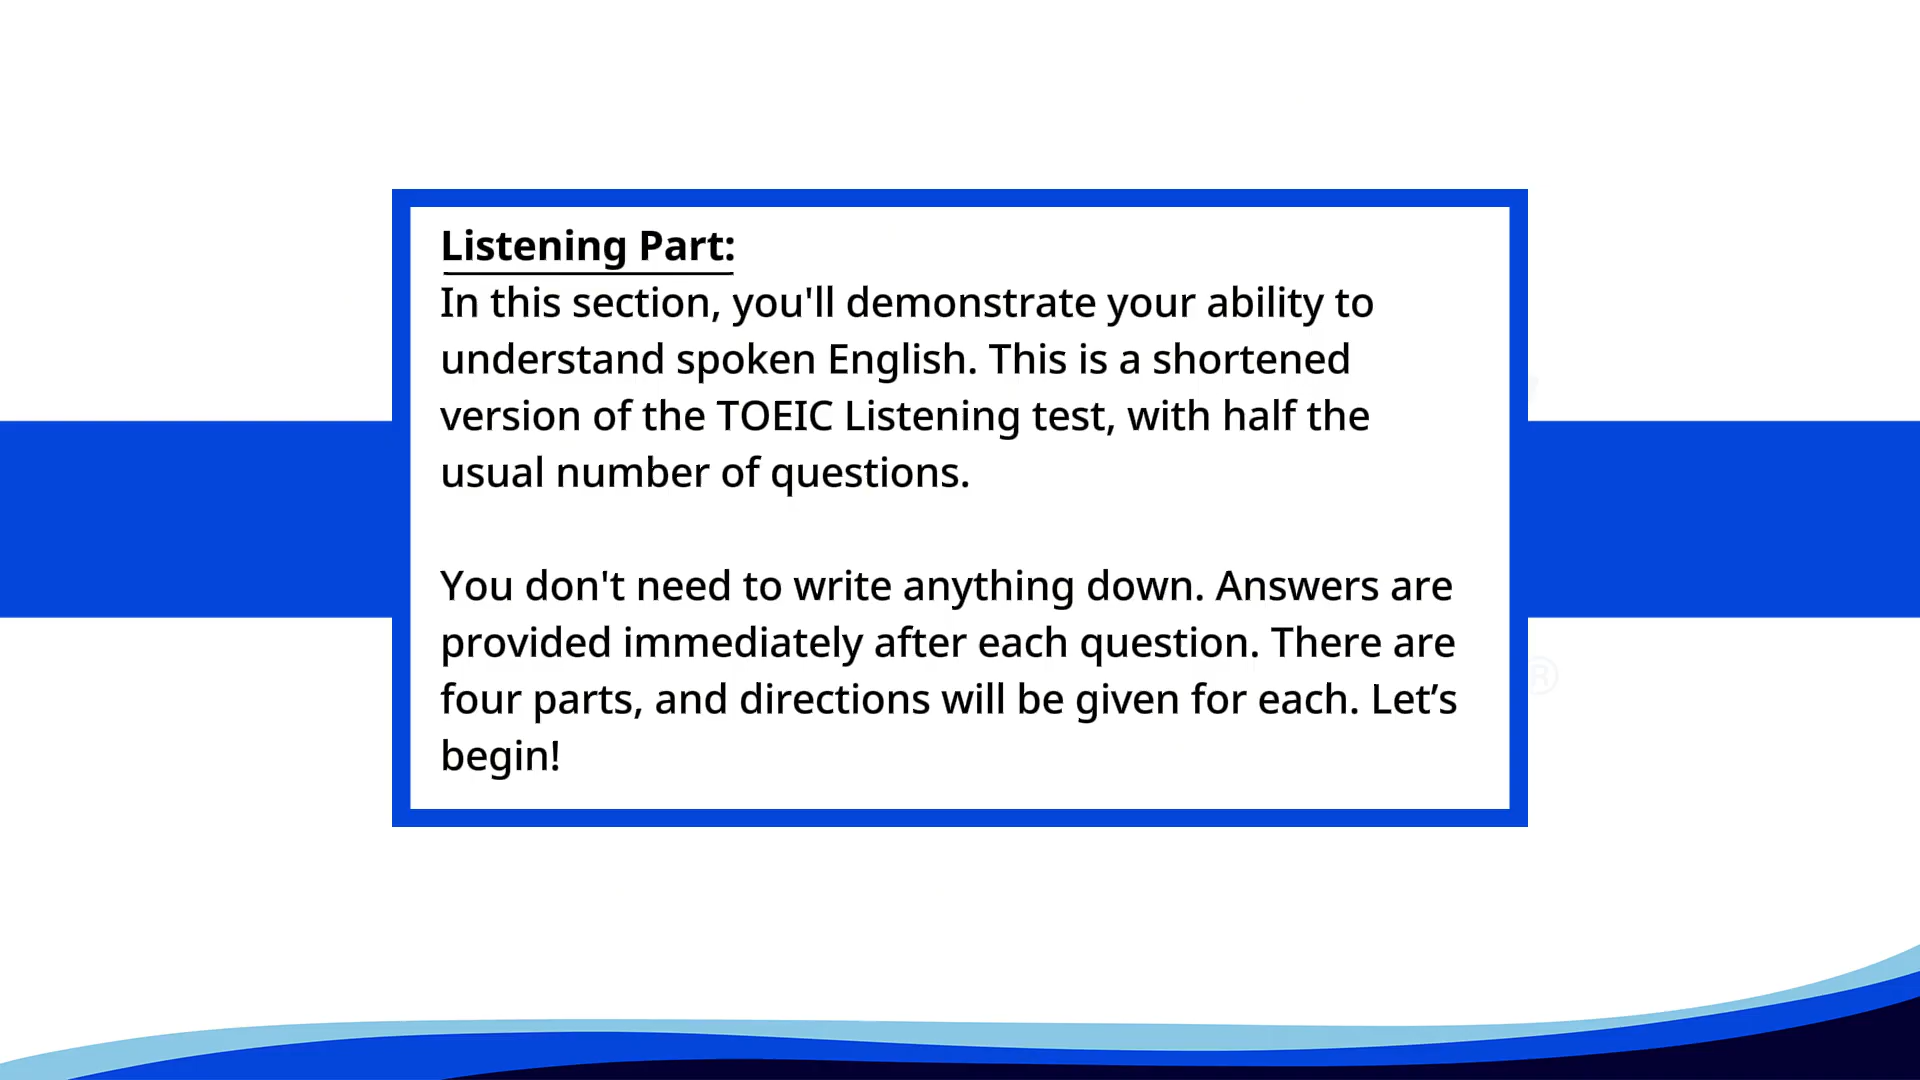 Listening Part:
In this section, you'll demonstrate your ability to
understand spoken English. This is a shortened
version of the TOEIC Listening test, with half the
usual number of questions.
You don't need to write anything down. Answers are
provided immediately after each question. There are
four parts, and directions will be given for each. Let’s
begin!
®